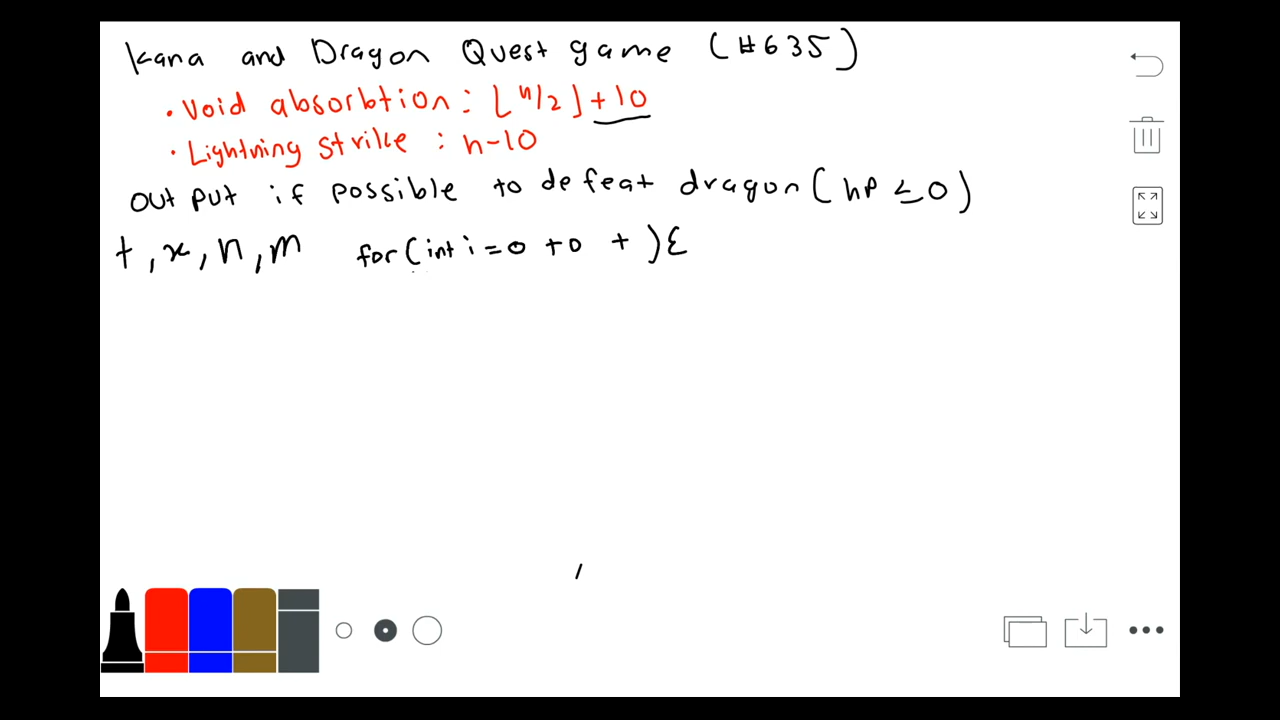 Kana and Dragon Quest game (#635)
• Void absorbtion : ⌊n/2⌋ + 10
• Lightning strike : n-10
output if possible to defeat dragon (hp ≤ 0)
t, x, n, m for (int i = 0 to t) {